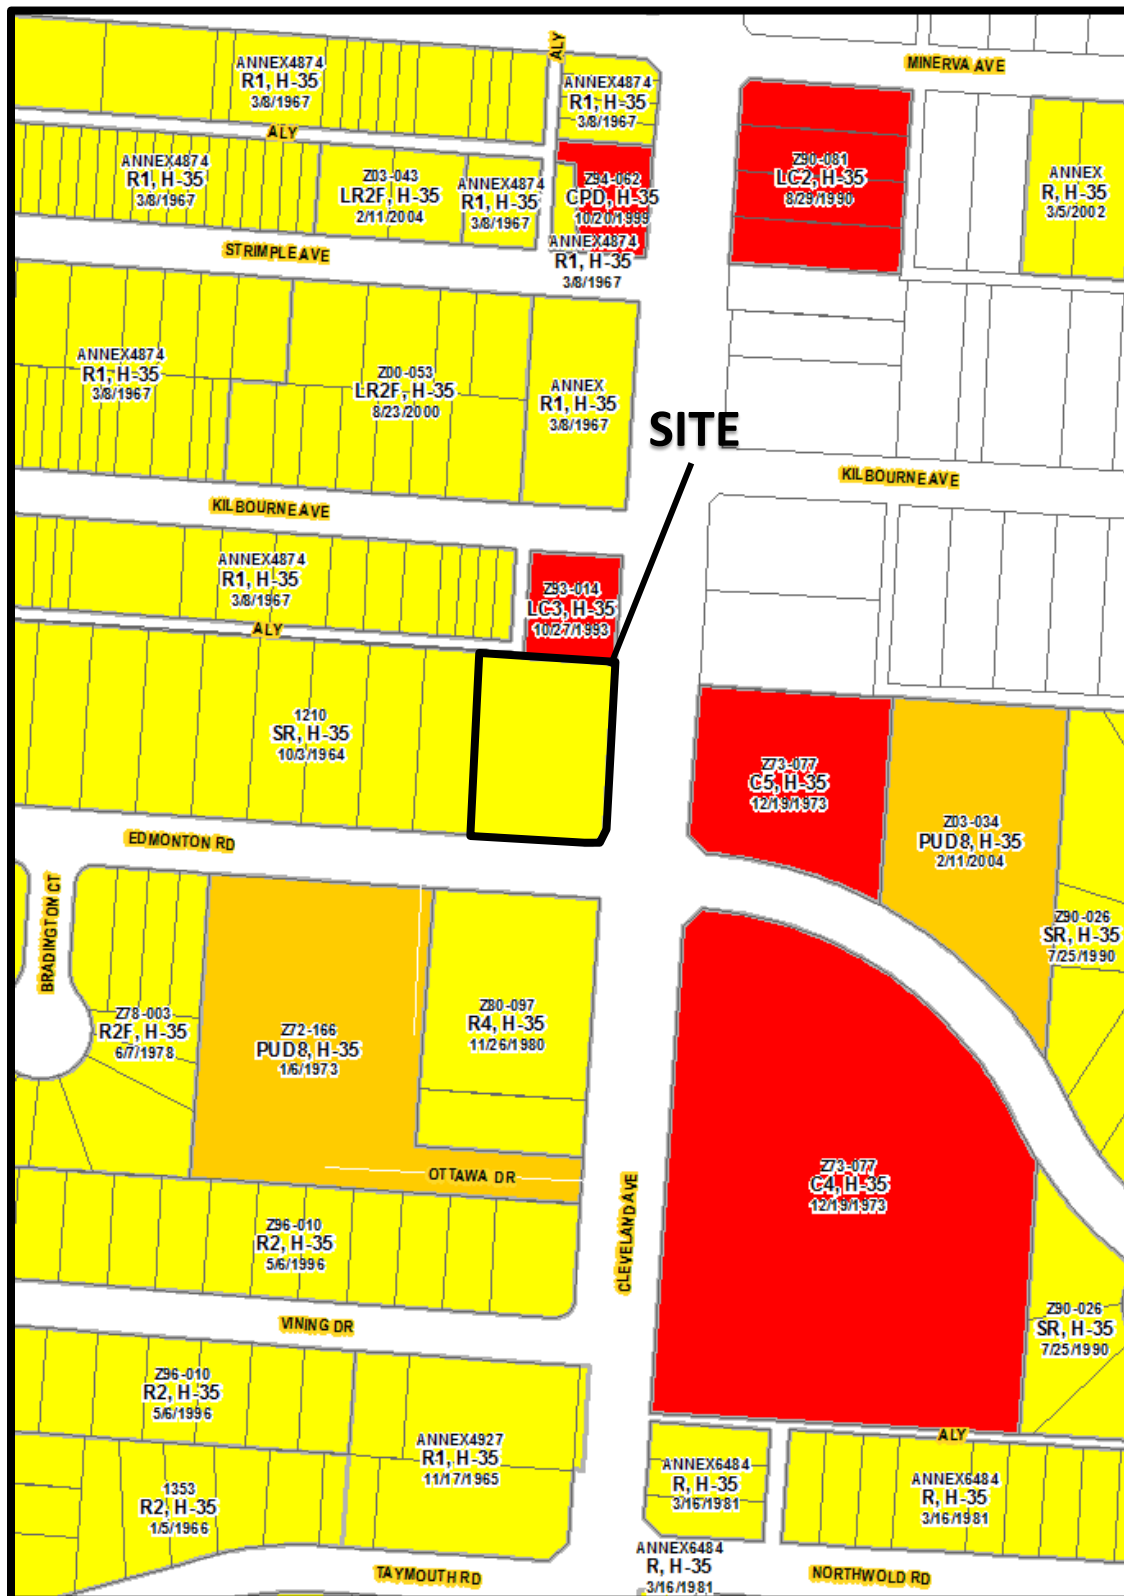 ALY
MINERVA AVE
ANNEX4874
R1, H-35
3/8/1967
ANNEX4874
R1, H-35
3/8/1967
ALY
ANNEX4874
R1, H-35
3/8/1967
Z03-043
LR2F, H-35
2/11/2004
ANNEX4874
R1, H-35
3/8/1967
Z94-062
CPD, H-35
10/20/1999
Z90-081
LC2, H-35
8/29/1990
ANNEX
R, H-35
3/5/2002
STRIMPLE AVE
ANNEX4874
R1, H-35
3/8/1967
ANNEX4874
R1, H-35
3/8/1967
Z00-053
LR2F, H-35
8/23/2000
ANNEX
R1, H-35
3/8/1967
SITE
KILBOURNE AVE
KILBOURNE AVE
ANNEX4874
R1, H-35
3/8/1967
Z93-014
LC3, H-35
10/27/1993
ALY
1210
SR, H-35
10/3/1964
Z73-077
C5, H-35
12/19/1973
Z03-034
PUD8, H-35
2/11/2004
EDMONTON RD
BRADINGTON CT
Z90-026
SR, H-35
7/25/1990
Z78-003
R2F, H-35
6/7/1978
Z72-166
PUD8, H-35
1/6/1973
Z80-097
R4, H-35
11/26/1980
OTTAWA DR
Z73-077
C4, H-35
12/19/1973
CLEVELAND AVE
Z96-010
R2, H-35
5/6/1996
VINING DR
Z90-026
SR, H-35
7/25/1990
Z96-010
R2, H-35
5/6/1996
ANNEX4927
R1, H-35
11/17/1965
ALY
1353
R2, H-35
1/5/1966
ANNEX6484
R, H-35
3/16/1981
ANNEX6484
R, H-35
3/16/1981
ANNEX6484
R, H-35
3/16/1981
TAYMOUTH RD
NORTHWOLD RD